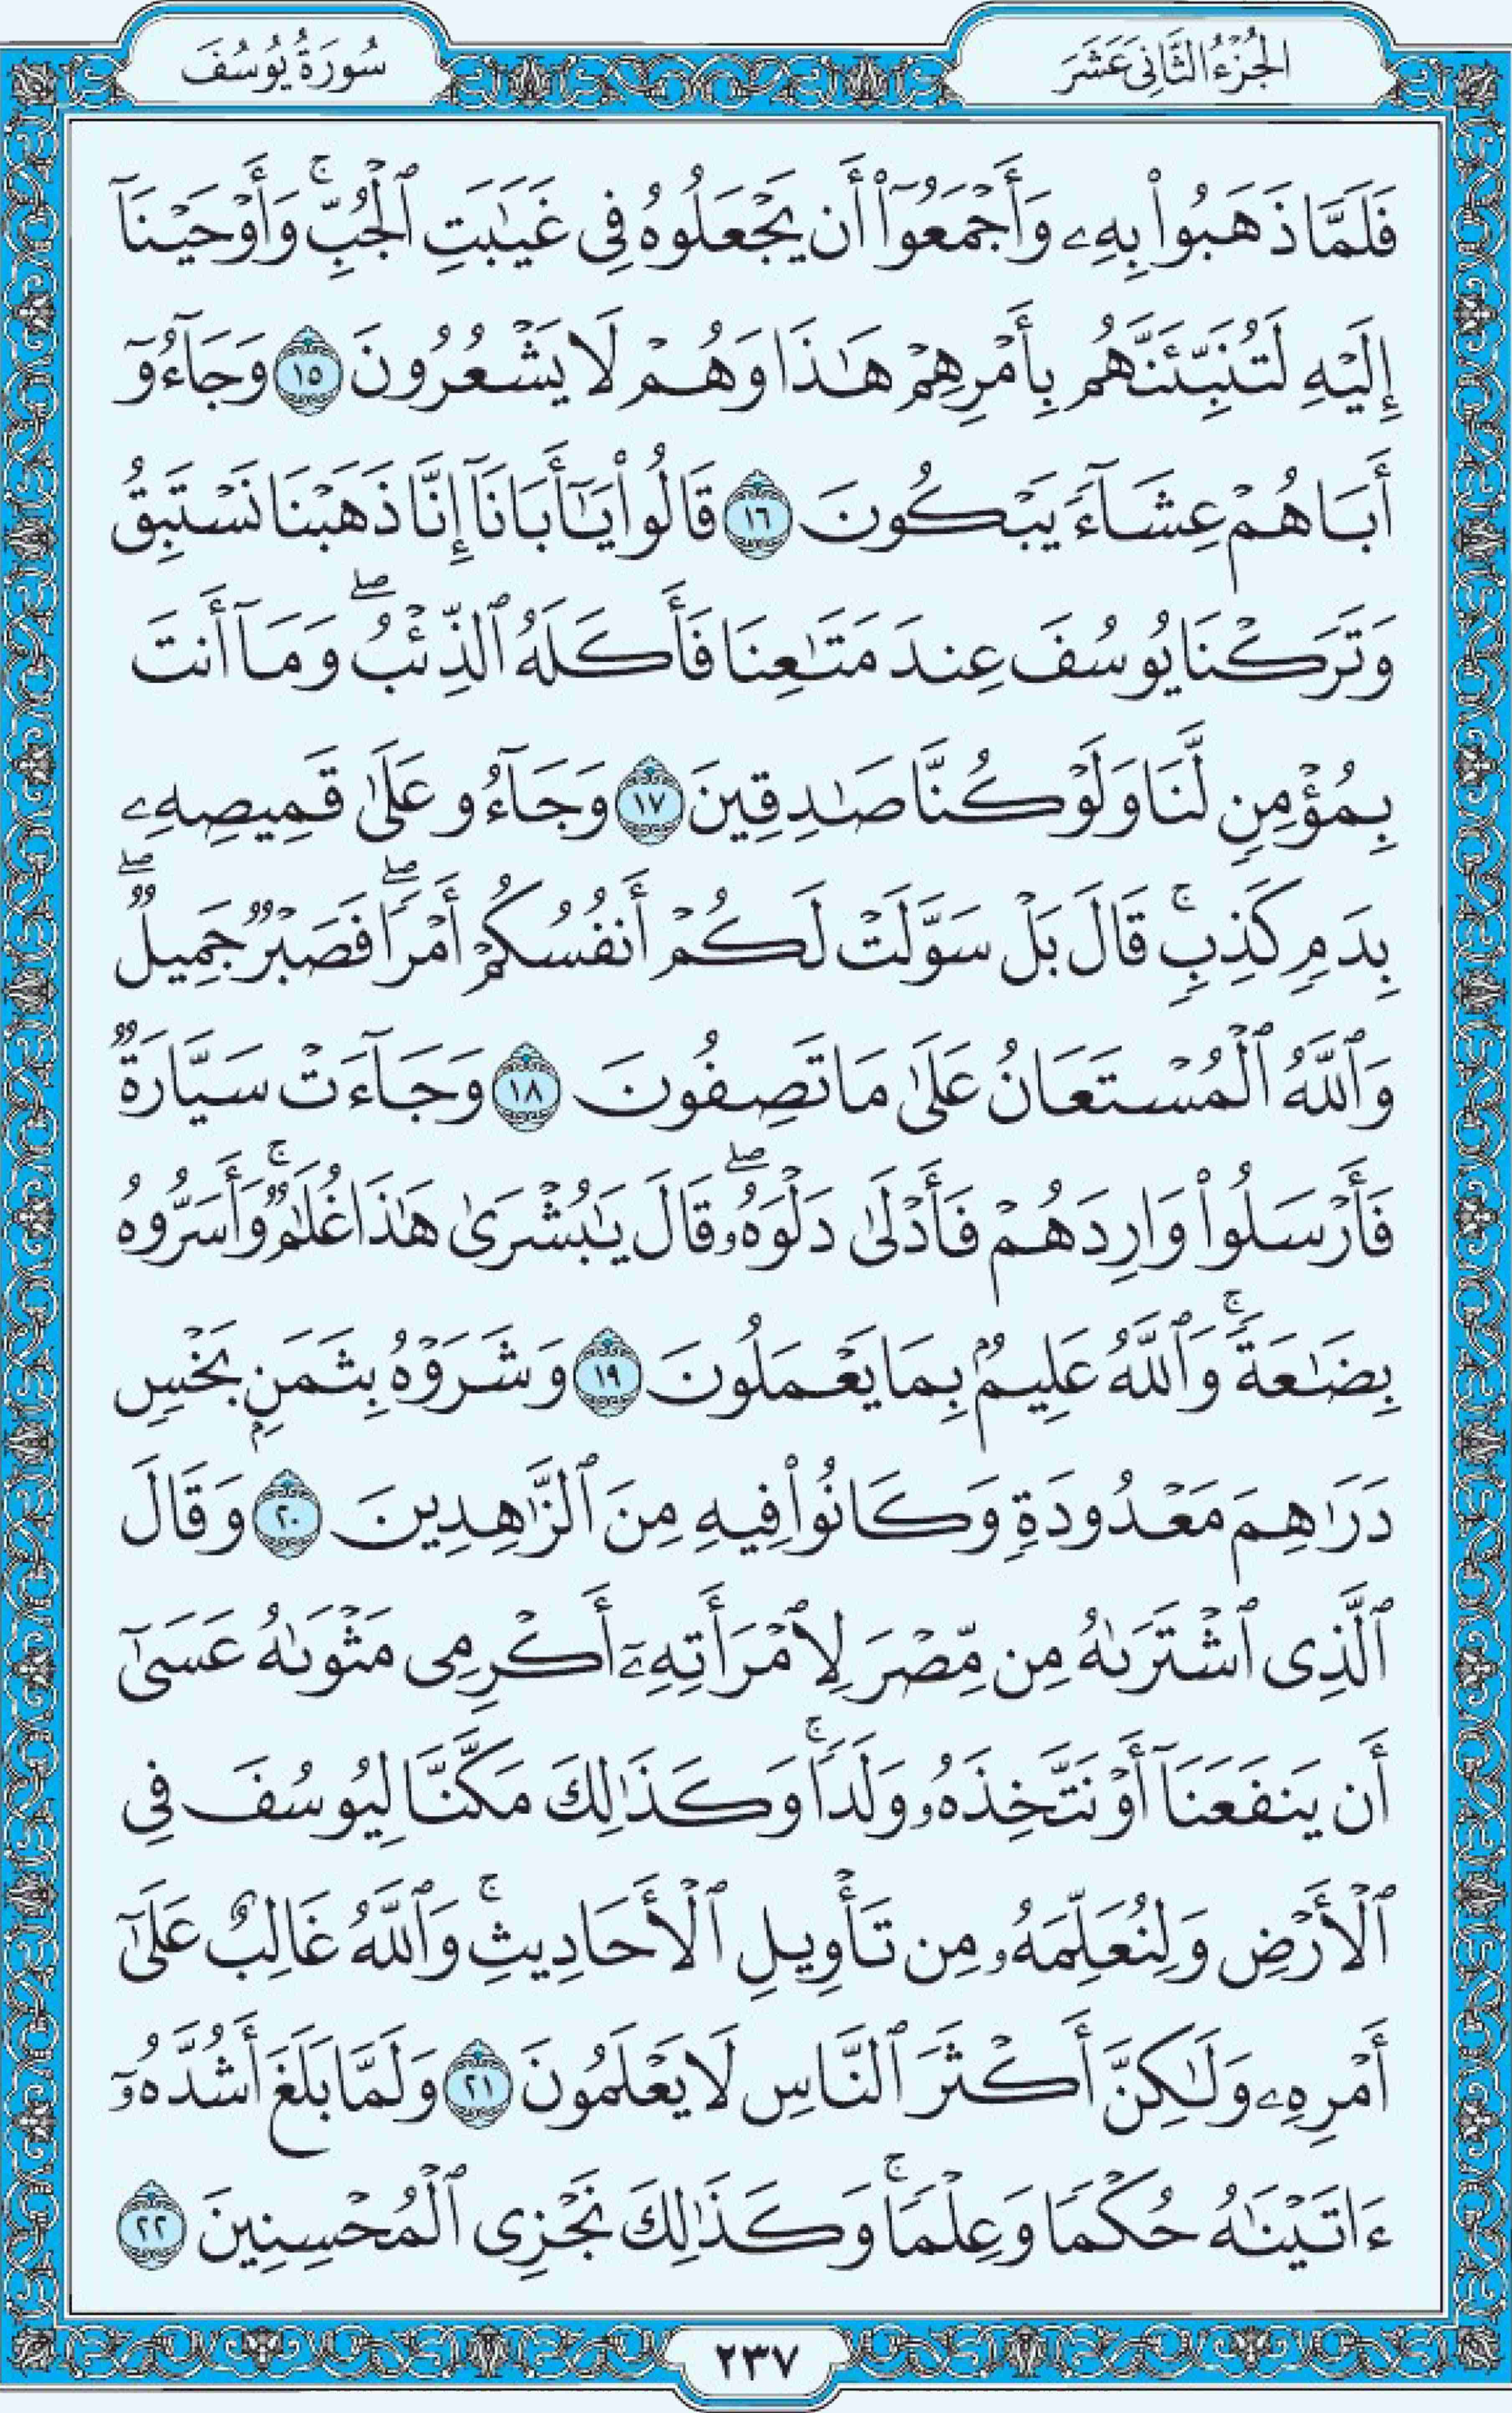 الجُزْءُ الثَّانِي عَشَرَ
سُورَةُ يُوسُفَ
فَلَمَّا ذَهَبُوا۟ بِهِۦ وَأَجْمَعُوٓا۟ أَن يَجْعَلُوهُ فِى غَيَـٰبَتِ ٱلْجُبِّ ۚ وَأَوْحَيْنَآ
إِلَيْهِ لَتُنَبِّئَنَّهُم بِأَمْرِهِمْ هَـٰذَا وَهُمْ لَا يَشْعُرُونَ ١٥ وَجَآءُوٓ
أَبَاهُمْ عِشَآءً يَبْكُونَ ١٦ قَالُوا۟ يَـٰٓأَبَانَآ إِنَّا ذَهَبْنَا نَسْتَبِقُ
وَتَرَكْنَا يُوسُفَ عِندَ مَتَـٰعِنَا فَأَكَلَهُ ٱلذِّئْبُ ۖ وَمَآ أَنتَ
بِمُؤْمِنٍ لَّنَا وَلَوْ كُنَّا صَـٰدِقِينَ ١٧ وَجَآءُو عَلَىٰ قَمِيصِهِۦ
بِدَمٍ كَذِبٍ ۚ قَالَ بَلْ سَوَّلَتْ لَكُمْ أَنفُسُكُمْ أَمْرًا ۖ فَصَبْرٌ جَمِيلٌ ۖ
وَٱللَّهُ ٱلْمُسْتَعَانُ عَلَىٰ مَا تَصِفُونَ ١٨ وَجَآءَتْ سَيَّارَةٌ
فَأَرْسَلُوا۟ وَارِدَهُمْ فَأَدْلَىٰ دَلْوَهُۥ ۖ قَالَ يَـٰبُشْرَىٰ هَـٰذَا غُلَـٰمٌ ۚ وَأَسَرُّوهُ
بِضَـٰعَةً ۚ وَٱللَّهُ عَلِيمٌۢ بِمَا يَعْمَلُونَ ١٩ وَشَرَوْهُ بِثَمَنٍۭ بَخْسٍ
دَرَٰهِمَ مَعْدُودَةٍ وَكَانُوا۟ فِيهِ مِنَ ٱلزَّٰهِدِينَ ٢٠ وَقَالَ
ٱلَّذِى ٱشْتَرَىٰهُ مِن مِّصْرَ لِٱمْرَأَتِهِۦٓ أَكْرِمِى مَثْوَىٰهُ عَسَىٰٓ
أَن يَنفَعَنَآ أَوْ نَتَّخِذَهُۥ وَلَدًا ۚ وَكَذَٰلِكَ مَكَّنَّا لِيُوسُفَ فِى
ٱلْأَرْضِ وَلِنُعَلِّمَهُۥ مِن تَأْوِيلِ ٱلْأَحَادِيثِ ۚ وَٱللَّهُ غَالِبٌ عَلَىٰٓ
أَمْرِهِۦ وَلَـٰكِنَّ أَكْثَرَ ٱلنَّاسِ لَا يَعْلَمُونَ ٢١ وَلَمَّا بَلَغَ أَشُدَّهُۥٓ
ءَاتَيْنَـٰهُ حُكْمًا وَعِلْمًا ۚ وَكَذَٰلِكَ نَجْزِى ٱلْمُحْسِنِينَ ٢٢
٢٣٧